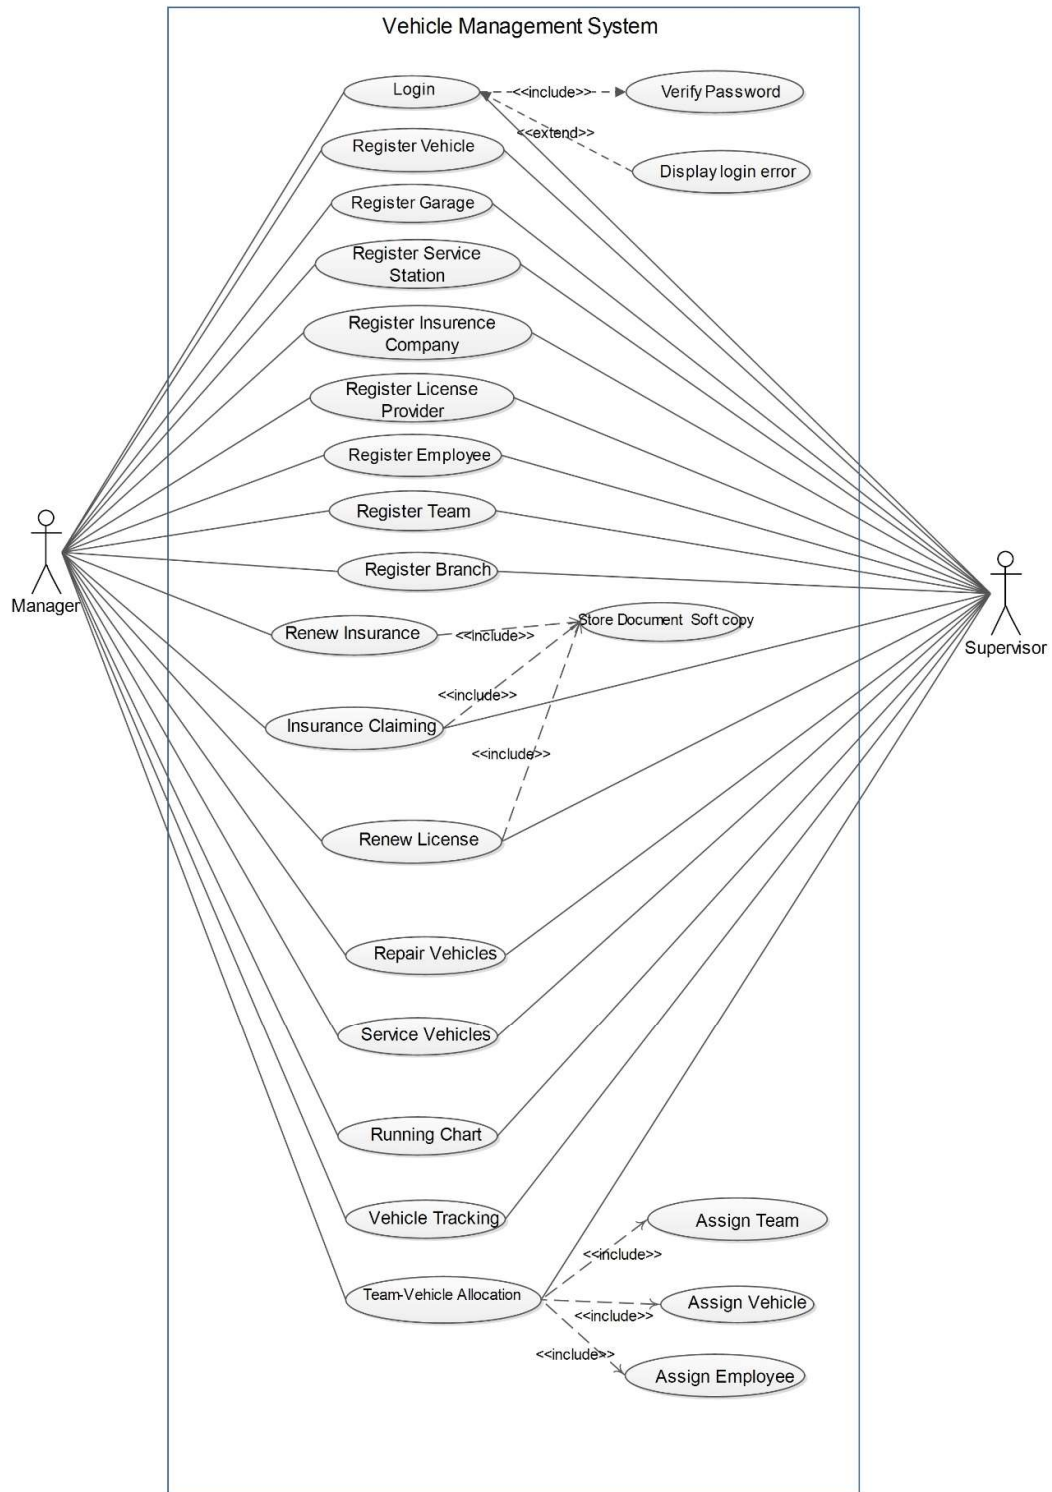 Vehicle Management System
Login
<<include>>
Verify Password
<<extend>>
Register Vehicle
Display login error
Register Garage
Register Service
Station
Register Insurence
Company
Register License
Provider
Register Employee
Register Team
Register Branch
Manager
Renew Insurance
<<include>>
Store Document Soft copy
Supervisor
<<include>>
Insurance Claiming
<<include>>
Renew License
Repair Vehicles
Service Vehicles
Running Chart
Vehicle Tracking
Assign Team
<<include>>
Team-Vehicle Allocation
Assign Vehicle
<<include>>
<<include>>
Assign Employee